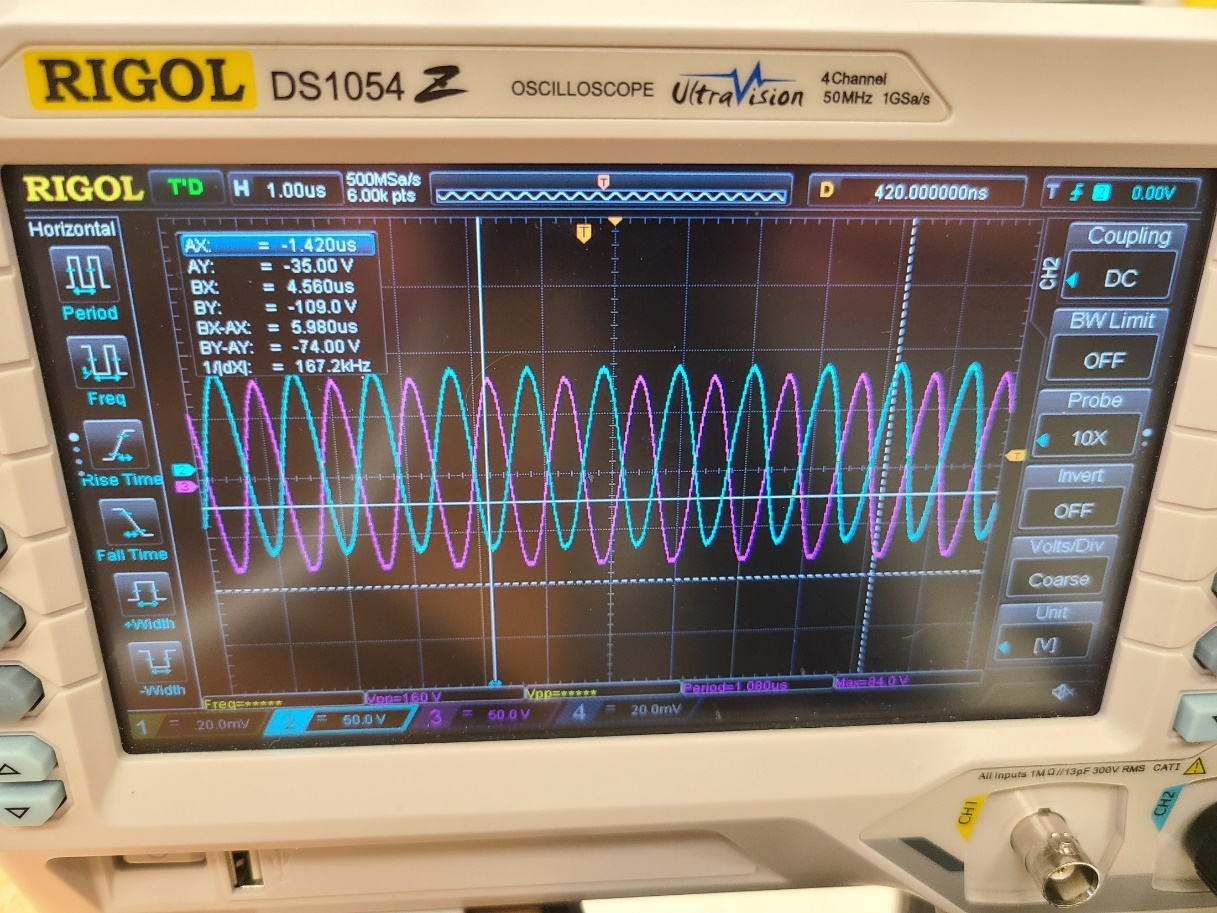 RIGOL DS1054 Z OSCILLOSCOPE UltraVision 4 Channel
50MHz 1GSa/s
RIGOL T'D H 1.00us 500MSa/s
6.00k pts
T
D 420.000000ns T 2 0.00V
Horizontal
Period
Freq
Rise Time
Fall Time
+Width
-Width
AX: = -1.420us
AY: = -35.00 V
BX: = 4.560us
BY: = -109.0 V
BX-AX: = 5.980us
BY-AY: = -74.00 V
1/|dX|: = 167.2kHz
T
2
3
T
CH2
Coupling
DC
BW Limit
OFF
Probe
10X
Invert
OFF
Volts/Div
Coarse
Unit
[V]
Freq=***** Vpp=160 V Vpp=***** Period=1.080us Max=84.0 V
1 = 20.0mV 2 = 50.0 V 3 = 50.0 V 4 = 20.0mV
All Inputs 1MΩ//13pF 300V RMS CAT I
CH1
CH2